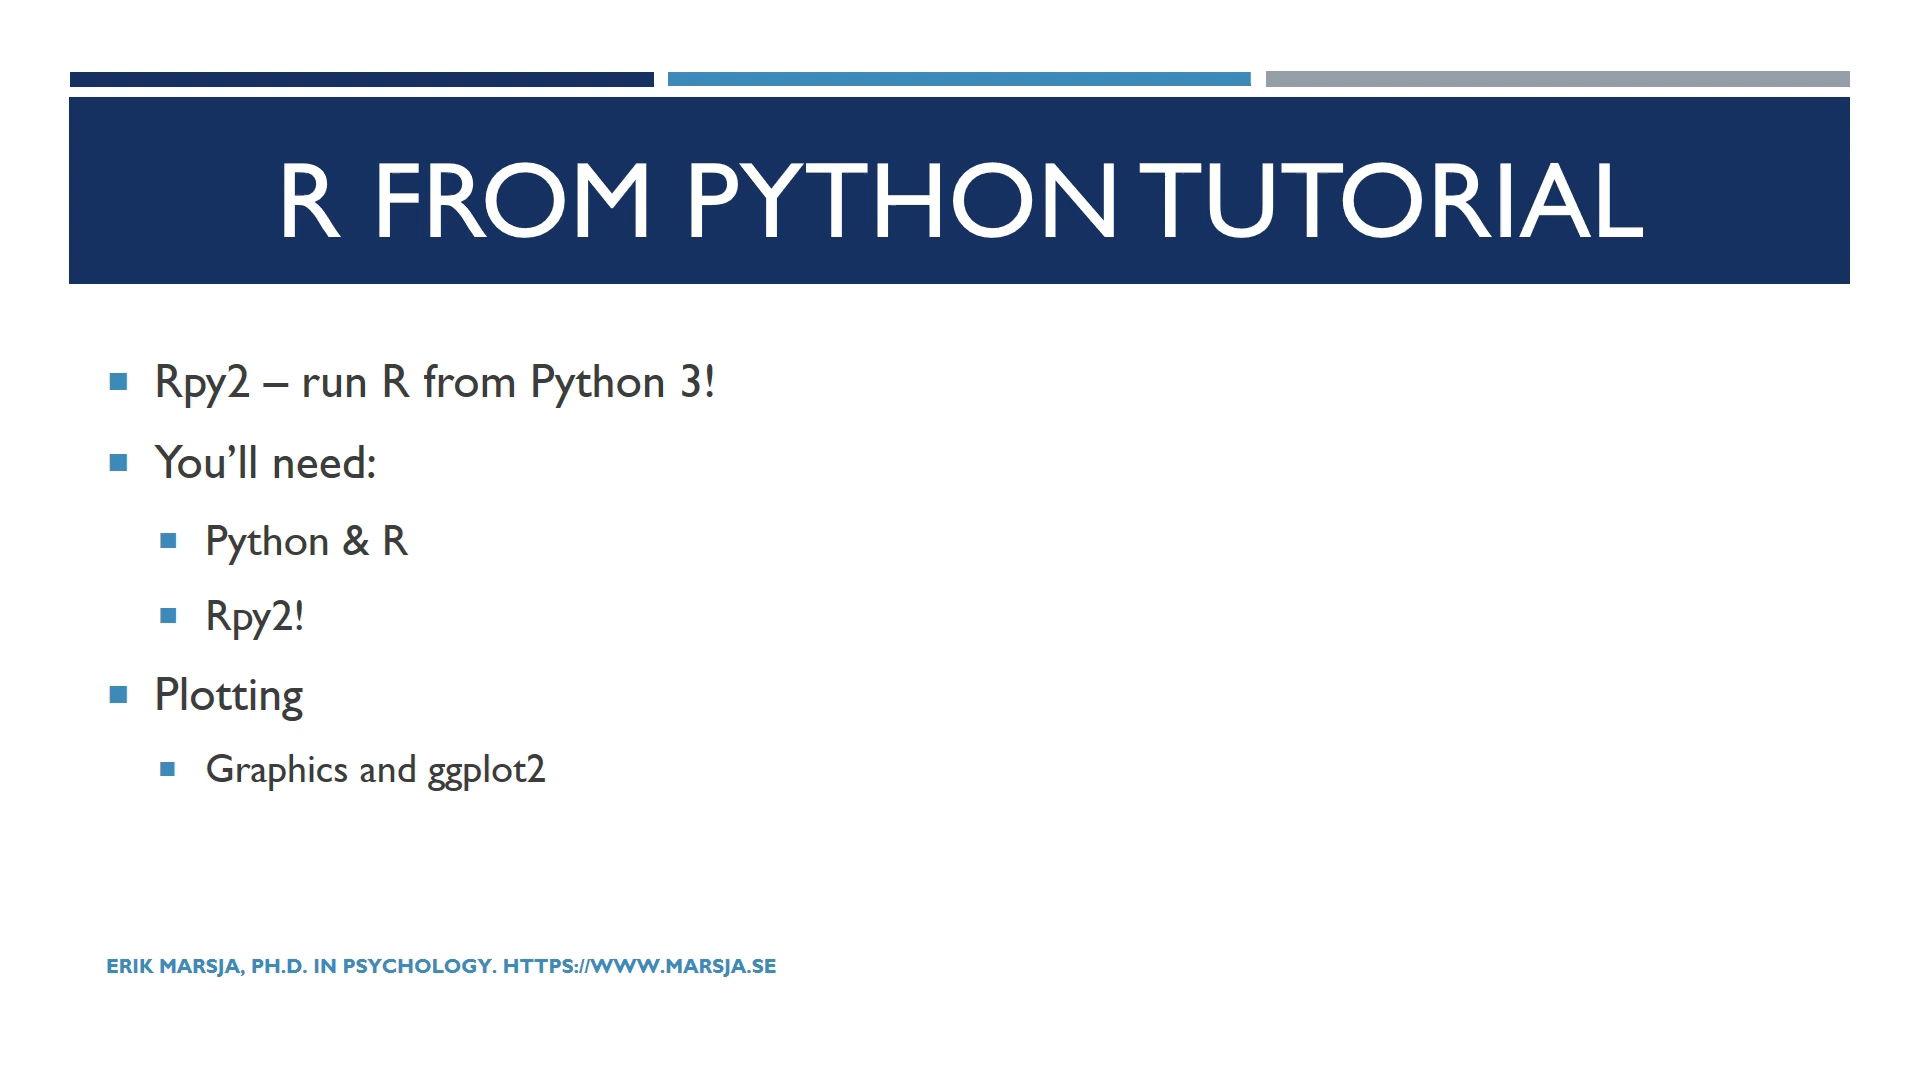 R FROM PYTHON TUTORIAL
Rpy2 – run R from Python 3!
You’ll need:
Python & R
Rpy2!
Plotting
Graphics and ggplot2
ERIK MARSJA, PH.D. IN PSYCHOLOGY. HTTPS://WWW.MARSJA.SE